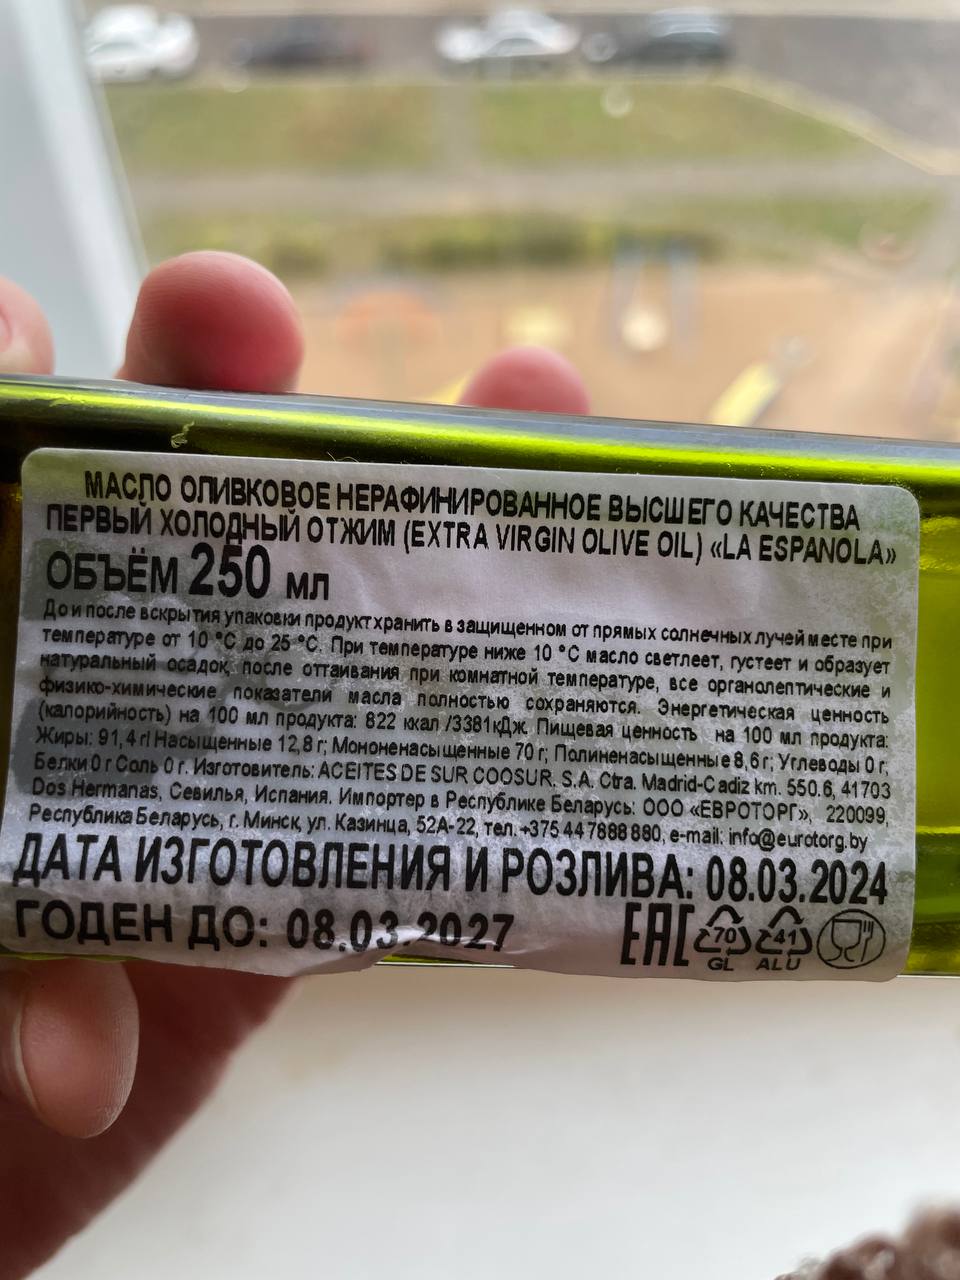 МАСЛО ОЛИВКОВОЕ НЕРАФИНИРОВАННОЕ ВЫСШЕГО КАЧЕСТВА
ПЕРВЫЙ ХОЛОДНЫЙ ОТЖИМ (EXTRA VIRGIN OLIVE OIL) «LA ESPANOLA»
ОБЪЁМ 250 мл
До и после вскрытия упаковки продукт хранить в защищенном от прямых солнечных лучей месте при
температуре от 10 °С до 25 °С. При температуре ниже 10 °С масло светлеет, густеет и образует
натуральный осадок, после оттаивания при комнатной температуре, все органолептические и
физико-химические показатели масла полностью сохраняются. Энергетическая ценность
(калорийность) на 100 мл продукта: 822 ккал /3381кДж. Пищевая ценность на 100 мл продукта:
Жиры: 91,4 г! Насыщенные 12,8 г; Мононенасыщенные 70 г; Полиненасыщенные 8,6 г; Углеводы 0 г,
Белки 0 г Соль 0 г. Изготовитель: ACEITES DE SUR COOSUR, S.A. Ctra. Madrid-Cadiz km. 550.6, 41703
Dos Hermanas, Севилья, Испания. Импортер в Республике Беларусь: ООО «ЕВРОТОРГ», 220099,
Республика Беларусь, г. Минск, ул. Казинца, 52А-22, тел. +375 44 7888 880, e-mail: info@eurotorg.by
ДАТА ИЗГОТОВЛЕНИЯ И РОЗЛИВА: 08.03.2024
ГОДЕН ДО: 08.03.2027
EAC
70
GL
41
ALU